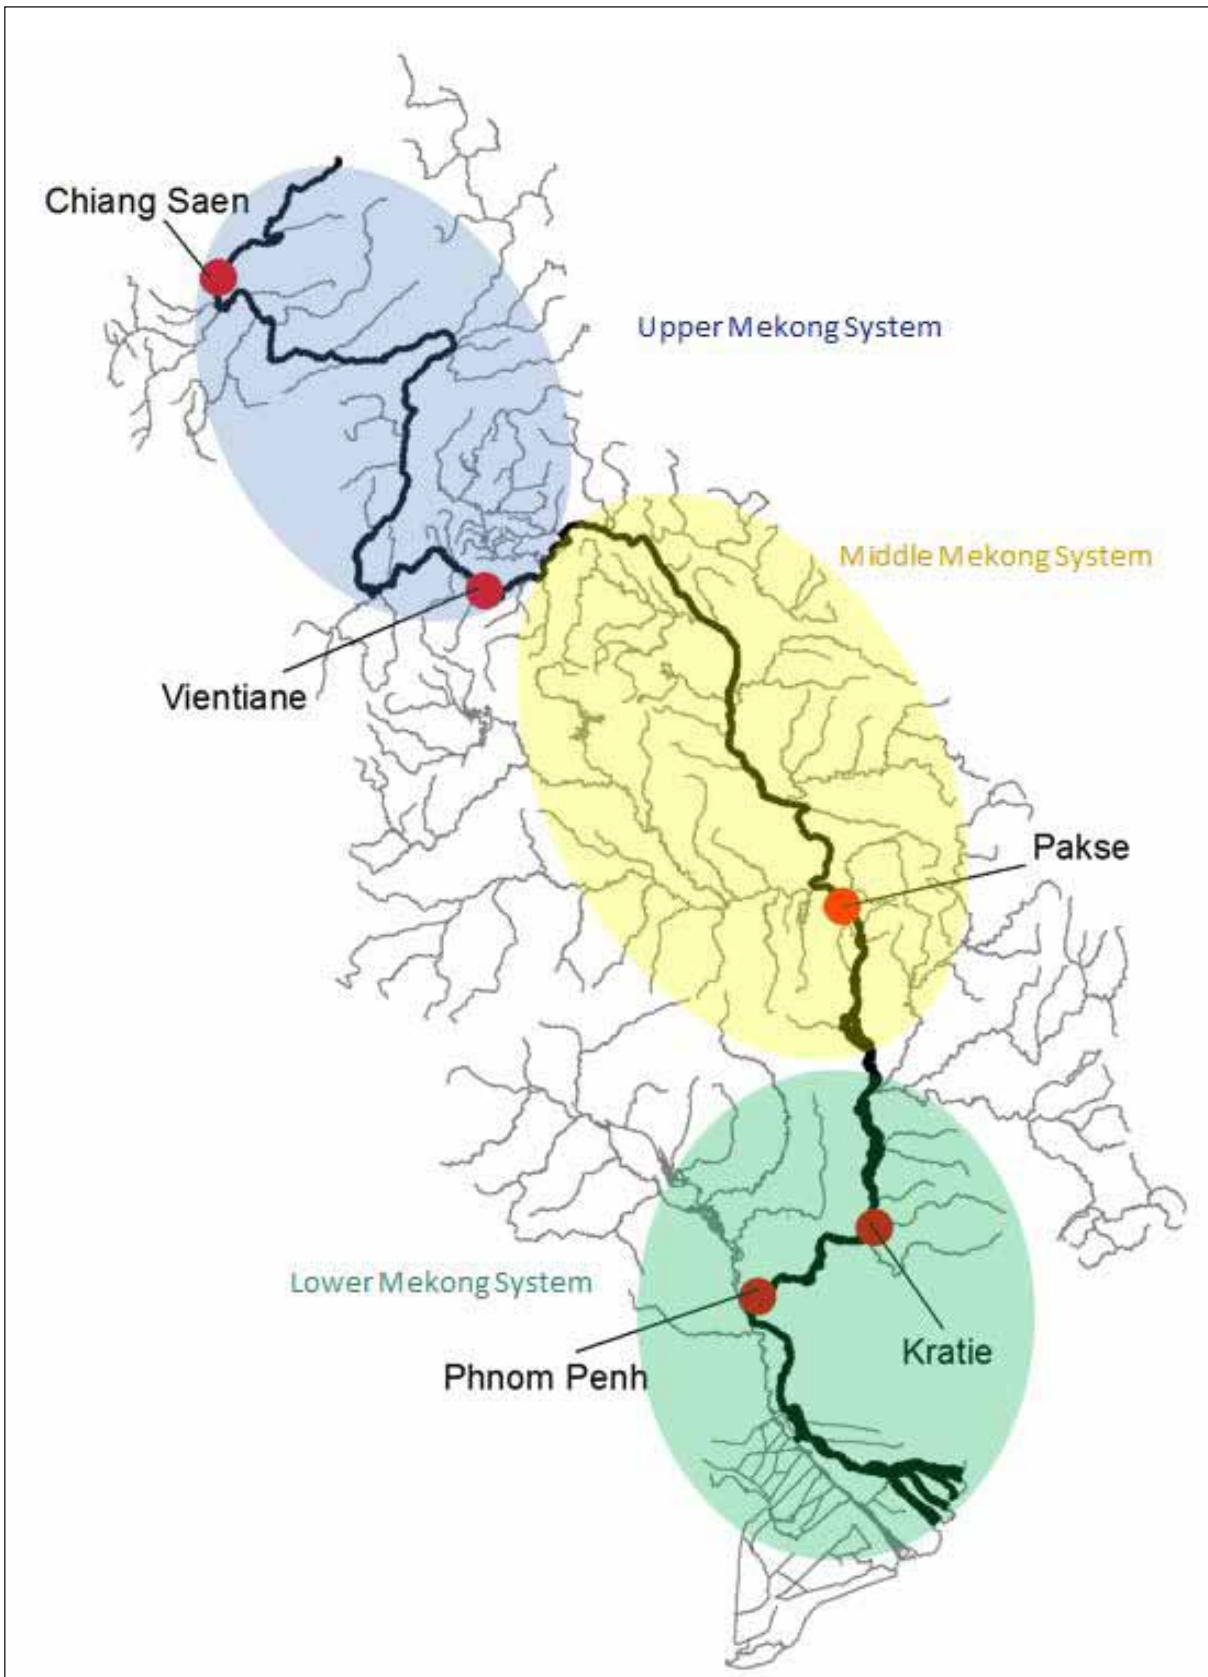 Chiang Saen
Upper Mekong System
Middle Mekong System
Vientiane
Pakse
Lower Mekong System
Kratie
Phnom Penh